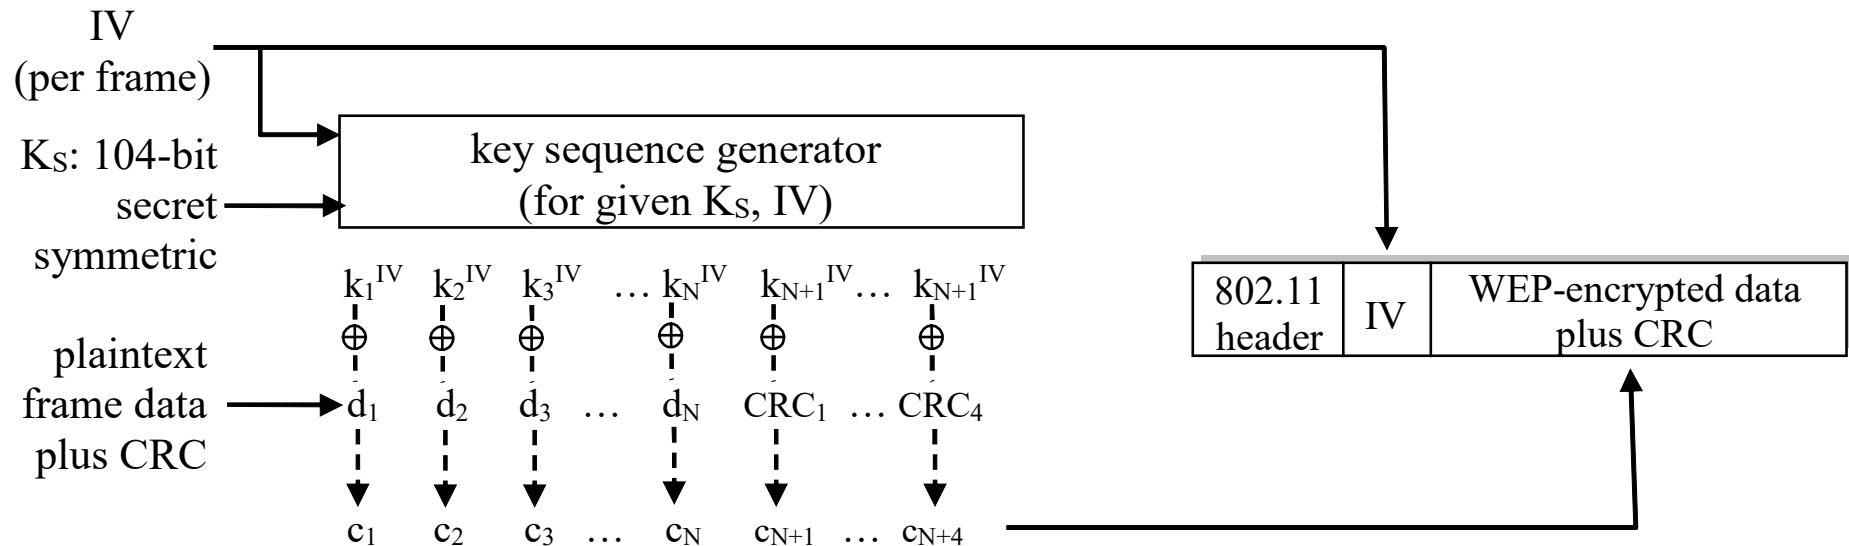 IV
(per frame)
KS: 104-bit
secret
symmetric
key sequence generator
(for given KS, IV)
k1IV k2IV k3IV … kNIV kN+1IV … kN+1IV
plaintext
frame data
plus CRC
d1 d2 d3 … dN CRC1 … CRC4
c1 c2 c3 … cN cN+1 … cN+4
802.11
header
IV
WEP-encrypted data
plus CRC